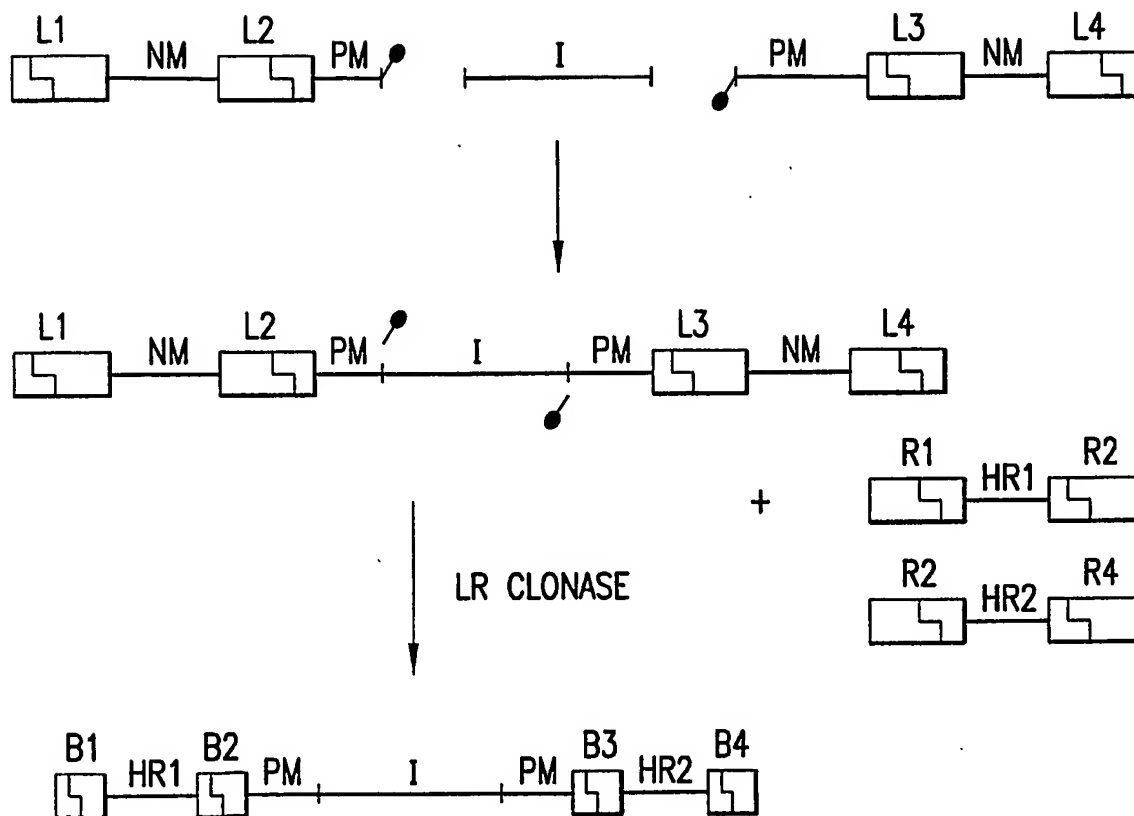 L1 NM L2 PM I PM L3 NM L4
L1 NM L2 PM I PM L3 NM L4
+ R1 HR1 R2
R2 HR2 R4
LR CLONASE
B1 HR1 B2 PM I PM B3 HR2 B4